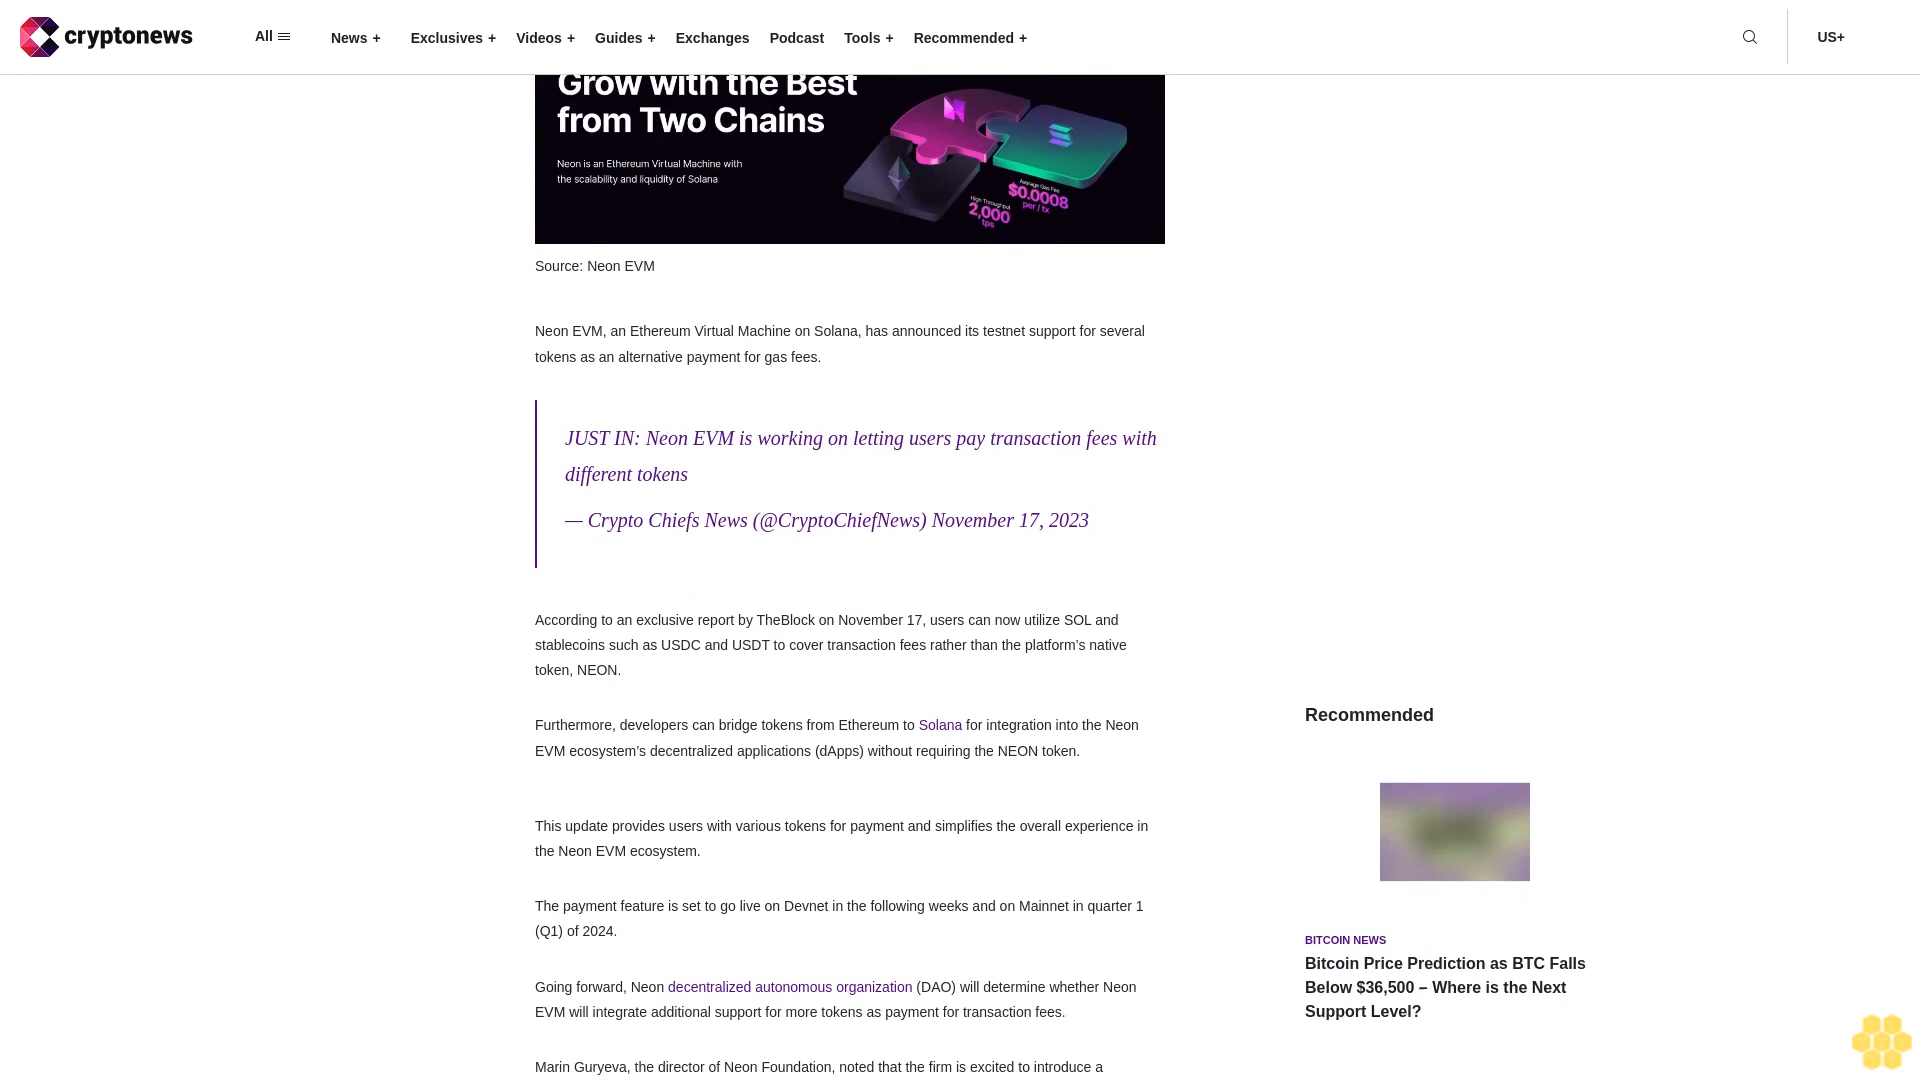 cryptonews
All
News +
Exclusives +
Videos +
Guides +
Exchanges
Podcast
Tools +
Recommended +
US+
Grow with the Best
from Two Chains
Neon is an Ethereum Virtual Machine with
the scalability and liquidity of Solana
Average Gas Fee
$0.0008
per / tx
High Throughput
2,000
tps
Source: Neon EVM
Neon EVM, an Ethereum Virtual Machine on Solana, has announced its testnet support for several
tokens as an alternative payment for gas fees.
JUST IN: Neon EVM is working on letting users pay transaction fees with
different tokens
— Crypto Chiefs News (@CryptoChiefNews) November 17, 2023
According to an exclusive report by TheBlock on November 17, users can now utilize SOL and
stablecoins such as USDC and USDT to cover transaction fees rather than the platform’s native
token, NEON.
Furthermore, developers can bridge tokens from Ethereum to Solana for integration into the Neon
EVM ecosystem’s decentralized applications (dApps) without requiring the NEON token.
This update provides users with various tokens for payment and simplifies the overall experience in
the Neon EVM ecosystem.
The payment feature is set to go live on Devnet in the following weeks and on Mainnet in quarter 1
(Q1) of 2024.
Going forward, Neon decentralized autonomous organization (DAO) will determine whether Neon
EVM will integrate additional support for more tokens as payment for transaction fees.
Marin Guryeva, the director of Neon Foundation, noted that the firm is excited to introduce a
Recommended
BITCOIN NEWS
Bitcoin Price Prediction as BTC Falls
Below $36,500 – Where is the Next
Support Level?